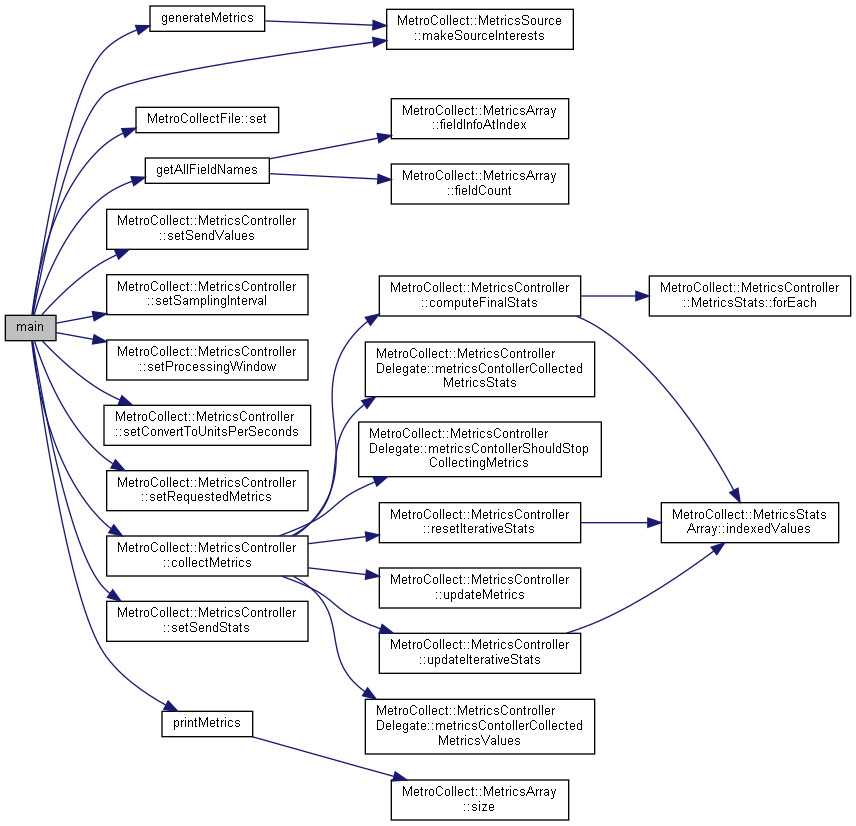 generateMetrics
MetroCollect::MetricsSource
::makeSourceInterests
MetroCollectFile::set
getAllFieldNames
MetroCollect::MetricsArray
::fieldInfoAtIndex
MetroCollect::MetricsArray
::fieldCount
MetroCollect::MetricsController
::setSendValues
MetroCollect::MetricsController
::setSamplingInterval
main
MetroCollect::MetricsController
::setProcessingWindow
MetroCollect::MetricsController
::setConvertToUnitsPerSeconds
MetroCollect::MetricsController
::setRequestedMetrics
MetroCollect::MetricsController
::collectMetrics
MetroCollect::MetricsController
::setSendStats
printMetrics
MetroCollect::MetricsController
::computeFinalStats
MetroCollect::MetricsController
Delegate::metricsContollerCollected
MetricsStats
MetroCollect::MetricsController
Delegate::metricsContollerShouldStop
CollectingMetrics
MetroCollect::MetricsController
::resetIterativeStats
MetroCollect::MetricsController
::updateMetrics
MetroCollect::MetricsController
::updateIterativeStats
MetroCollect::MetricsController
Delegate::metricsContollerCollected
MetricsValues
MetroCollect::MetricsArray
::size
MetroCollect::MetricsController
::MetricsStats::forEach
MetroCollect::MetricsStats
Array::indexedValues